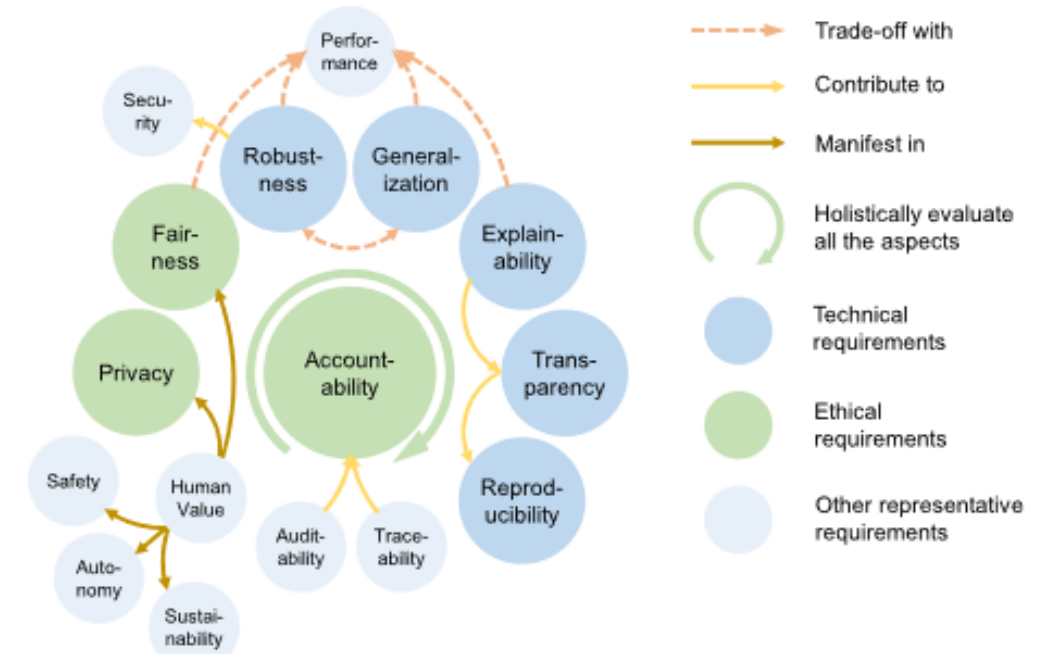 Perfor-
mance
Secu-
rity
Robust-
ness
General-
ization
Fair-
ness
Explain-
ability
Privacy
Account-
ability
Trans-
parency
Safety
Human
Value
Reprod-
ucibility
Audit-
ability
Trace-
ability
Auto-
nomy
Sustai-
nability
Trade-off with
Contribute to
Manifest in
Holistically evaluate
all the aspects
Technical
requirements
Ethical
requirements
Other representative
requirements